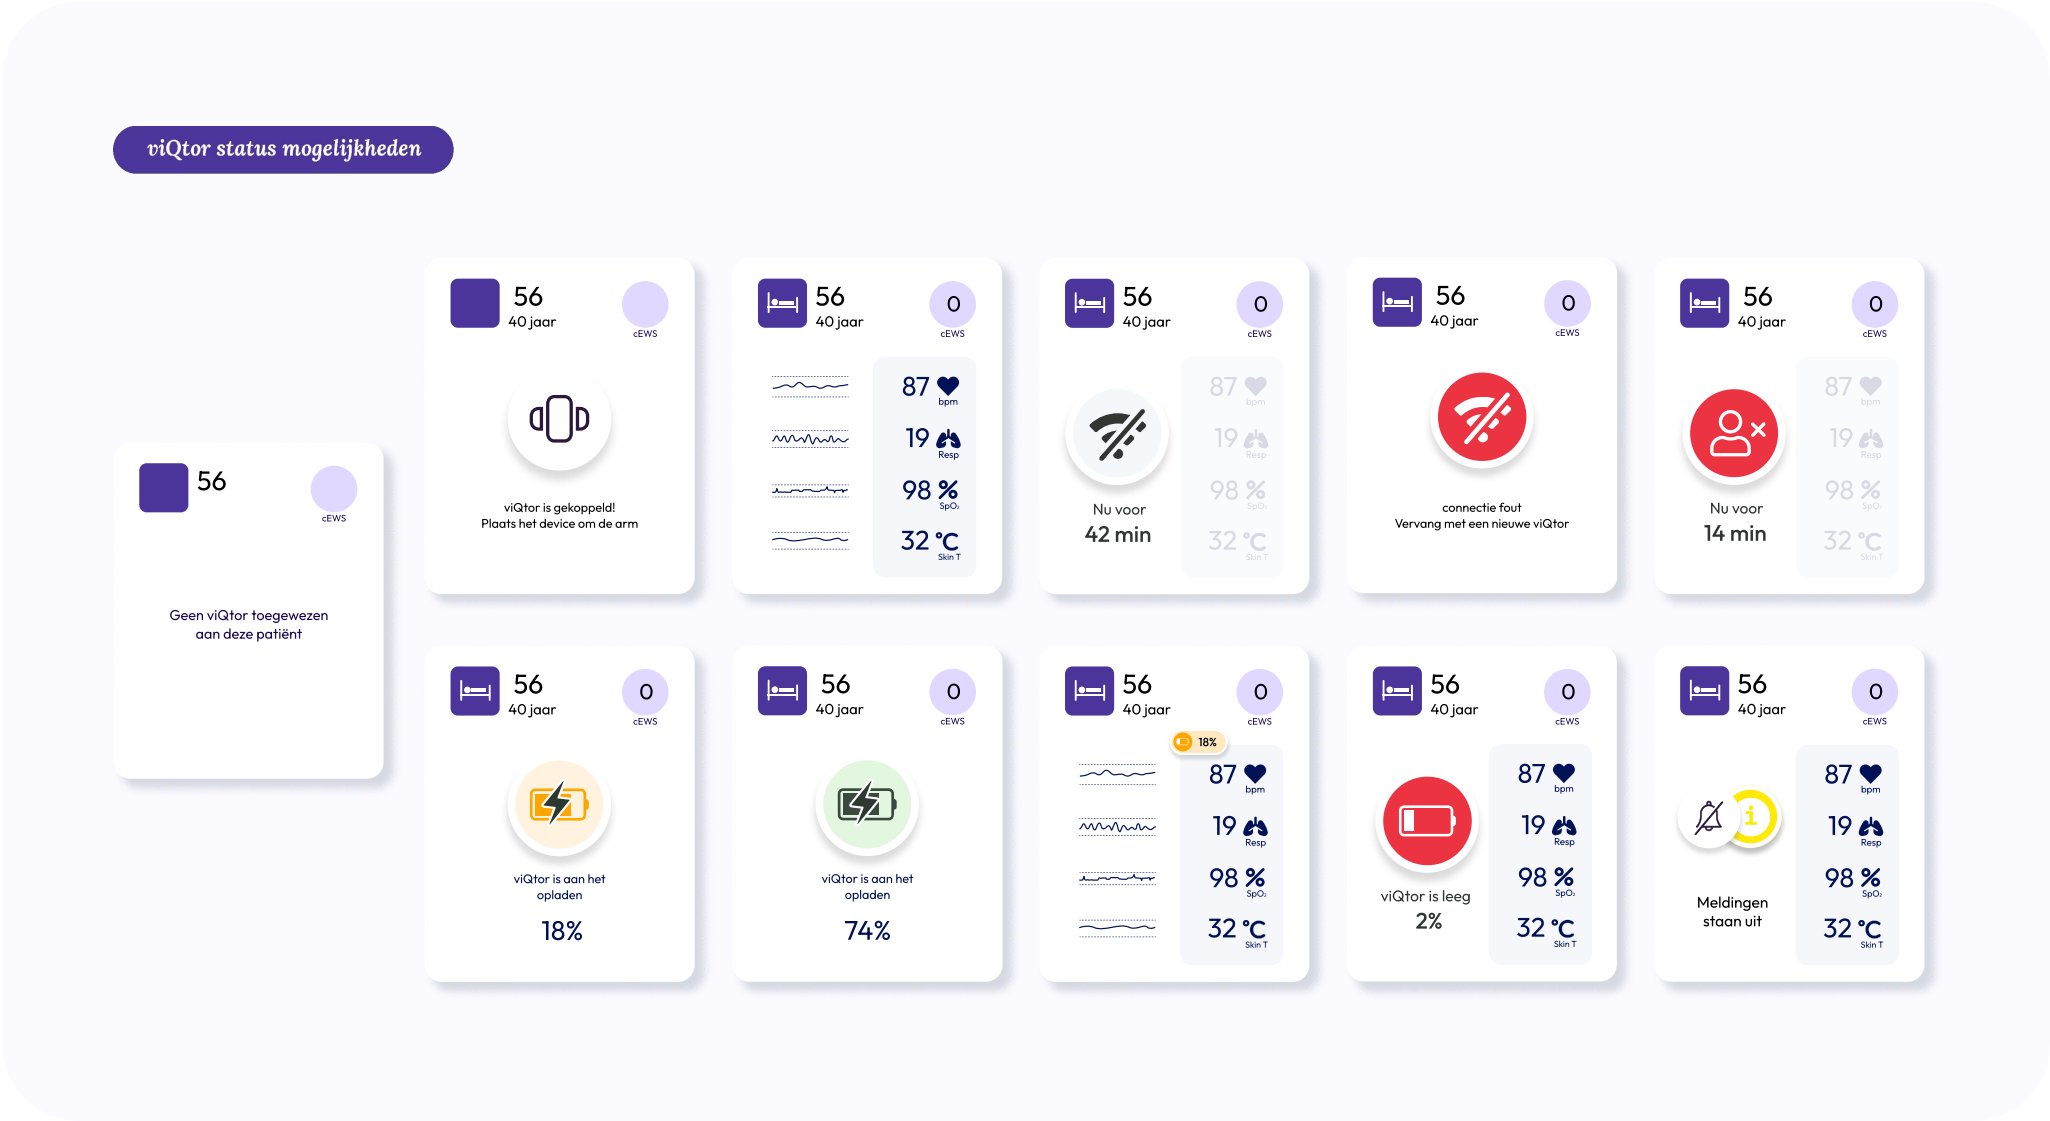 viQtor status mogelijkheden
56
cEWS
Geen viQtor toegewezen
aan deze patiënt
56
40 jaar
cEWS
viQtor is gekoppeld!
Plaats het device om de arm
56
40 jaar
0
cEWS
87
bpm
19
Resp
98 %
SpO₂
32 °C
Skin T
56
40 jaar
0
cEWS
Nu voor
42 min
87
bpm
19
Resp
98 %
SpO₂
32 °C
Skin T
56
40 jaar
0
cEWS
connectie fout
Vervang met een nieuwe viQtor
56
40 jaar
0
cEWS
Nu voor
14 min
87
bpm
19
Resp
98 %
SpO₂
32 °C
Skin T
56
40 jaar
0
cEWS
viQtor is aan het
opladen
18%
56
40 jaar
0
cEWS
viQtor is aan het
opladen
74%
56
40 jaar
0
cEWS
18%
87
bpm
19
Resp
98 %
SpO₂
32 °C
Skin T
56
40 jaar
0
cEWS
viQtor is leeg
2%
87
bpm
19
Resp
98 %
SpO₂
32 °C
Skin T
56
40 jaar
0
cEWS
i
Meldingen
staan uit
87
bpm
19
Resp
98 %
SpO₂
32 °C
Skin T